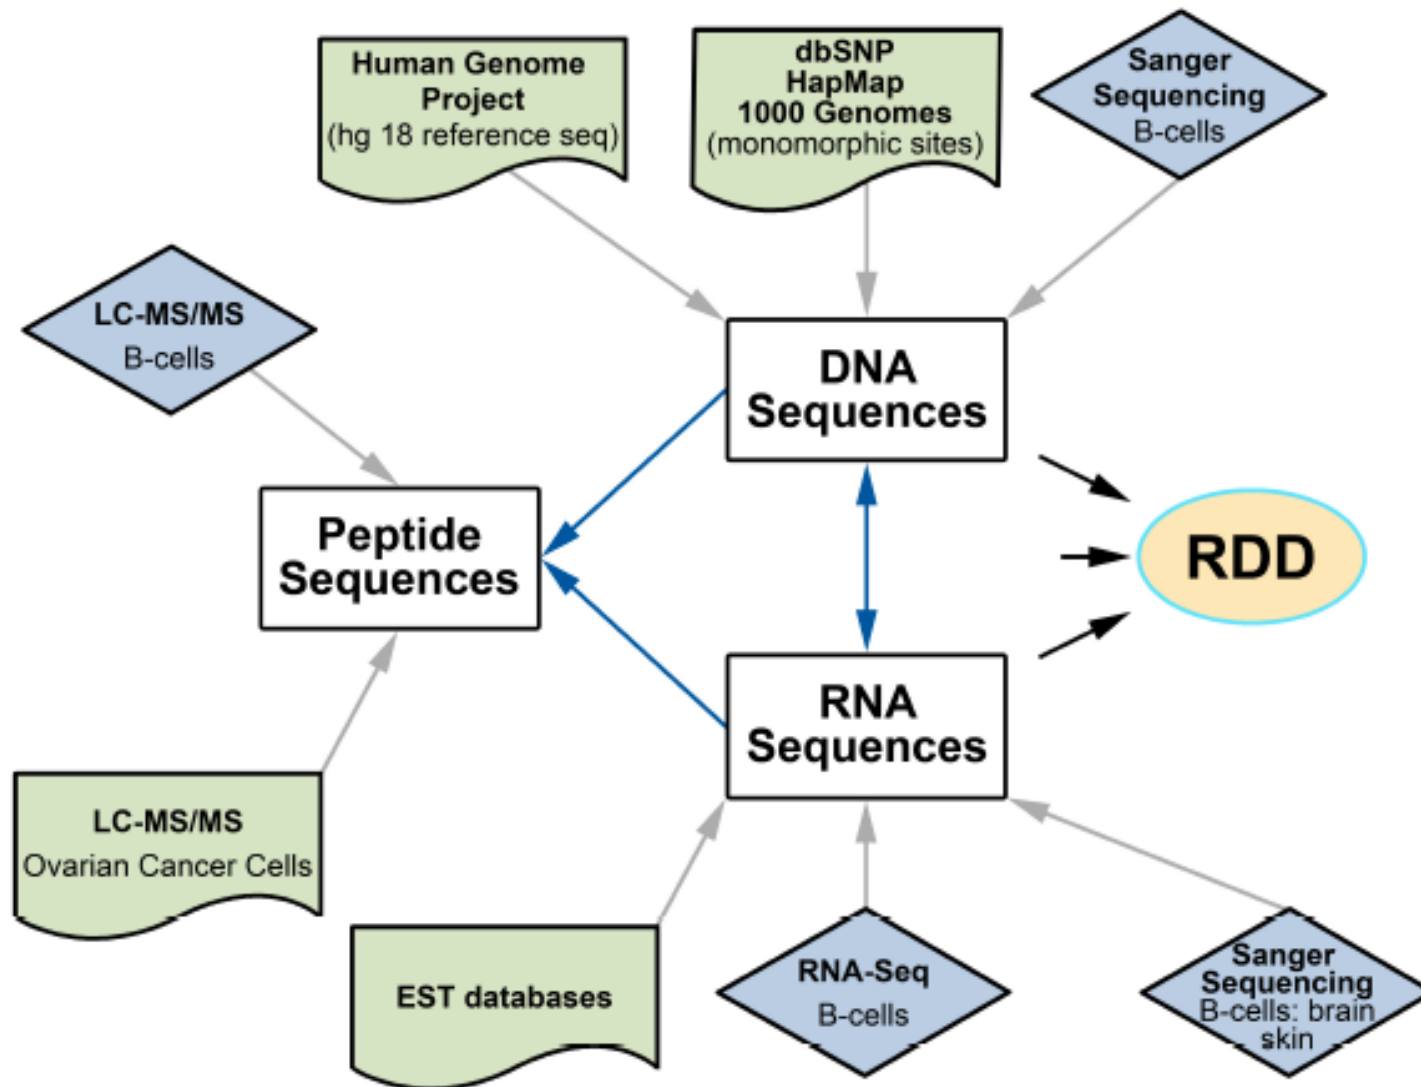 Human Genome
Project
(hg 18 reference seq)
dbSNP
HapMap
1000 Genomes
(monomorphic sites)
Sanger
Sequencing
B-cells
LC-MS/MS
B-cells
DNA
Sequences
Peptide
Sequences
RDD
RNA
Sequences
LC-MS/MS
Ovarian Cancer Cells
EST databases
RNA-Seq
B-cells
Sanger
Sequencing
B-cells: brain
skin